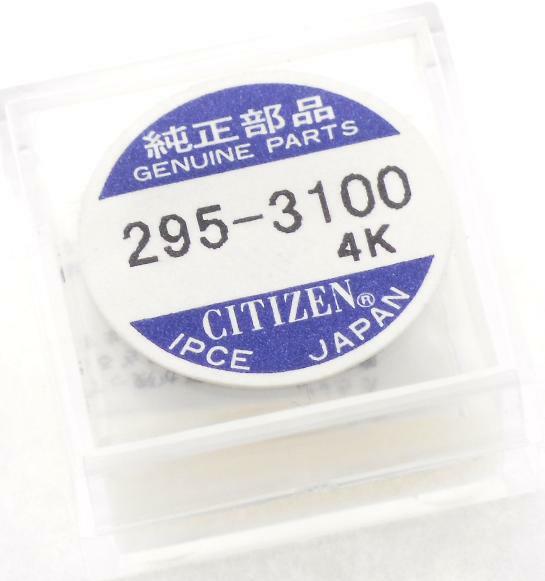 純正部品
GENUINE PARTS
295-3100
4K
CITIZEN®
IPCE JAPAN